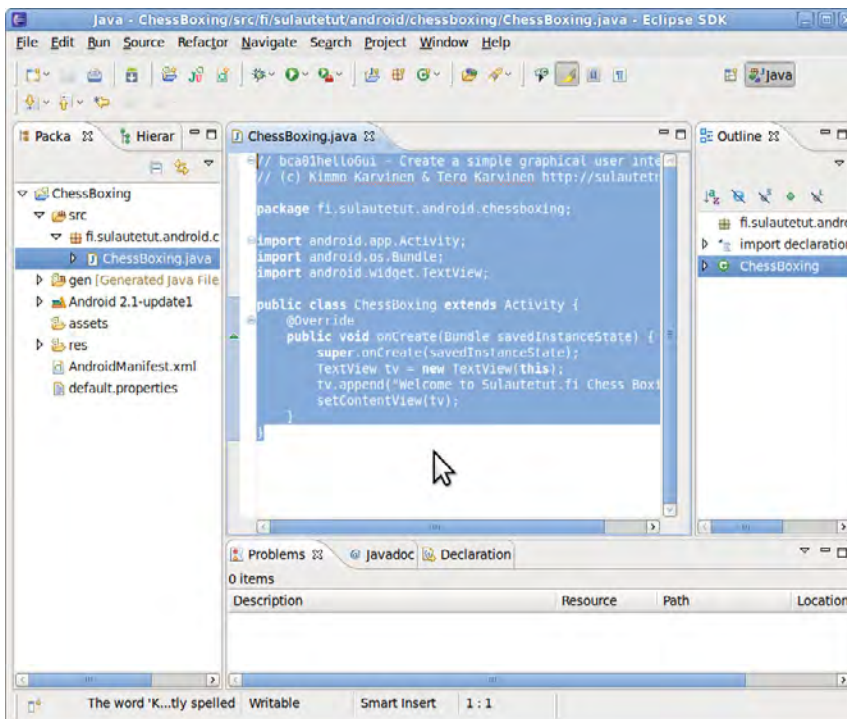 Java - ChessBoxing/src/fi/sulautetut/android/chessboxing/ChessBoxing.java - Eclipse SDK
File Edit Run Source Refactor Navigate Search Project Window Help
Java
Packa Hierar ChessBoxing.java Outline
ChessBoxing
src
fi.sulautetut.android.c
ChessBoxing.java
gen [Generated Java File
Android 2.1-update1
assets
res
AndroidManifest.xml
default.properties
// bca01helloGui - Create a simple graphical user inte
// (c) Kimmo Karvinen & Tero Karvinen http://sulautet
package fi.sulautetut.android.chessboxing;
import android.app.Activity;
import android.os.Bundle;
import android.widget.TextView;
public class ChessBoxing extends Activity {
@Override
public void onCreate(Bundle savedInstanceState) {
super.onCreate(savedInstanceState);
TextView tv = new TextView(this);
tv.append("Welcome to Sulautetut.fi Chess Boxi
setContentView(tv);
}
}
fi.sulautetut.andro
import declaration
ChessBoxing
Problems Javadoc Declaration
0 items
Description Resource Path Location
The word 'K...tly spelled Writable Smart Insert 1 : 1